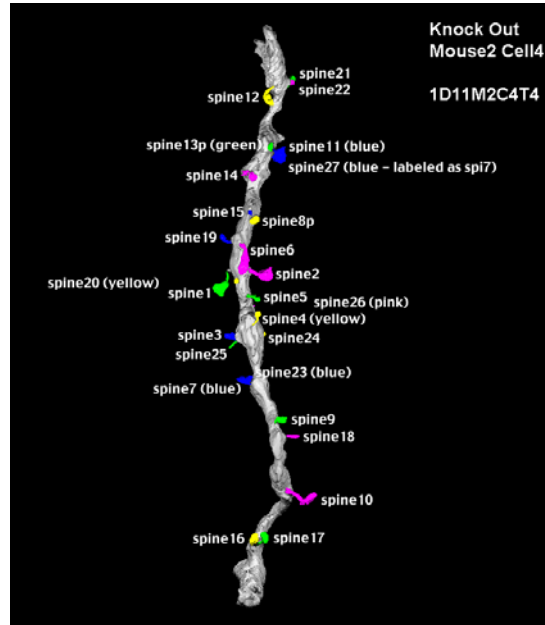 Knock Out
Mouse2 Cell4
1D11M2C4T4
spine21
spine22
spine12
spine13p (green)
spine11 (blue)
spine27 (blue – labeled as spi7)
spine14
spine15
spine8p
spine19
spine6
spine2
spine20 (yellow)
spine1
spine5
spine26 (pink)
spine4 (yellow)
spine3
spine24
spine25
spine23 (blue)
spine7 (blue)
spine9
spine18
spine10
spine16
spine17